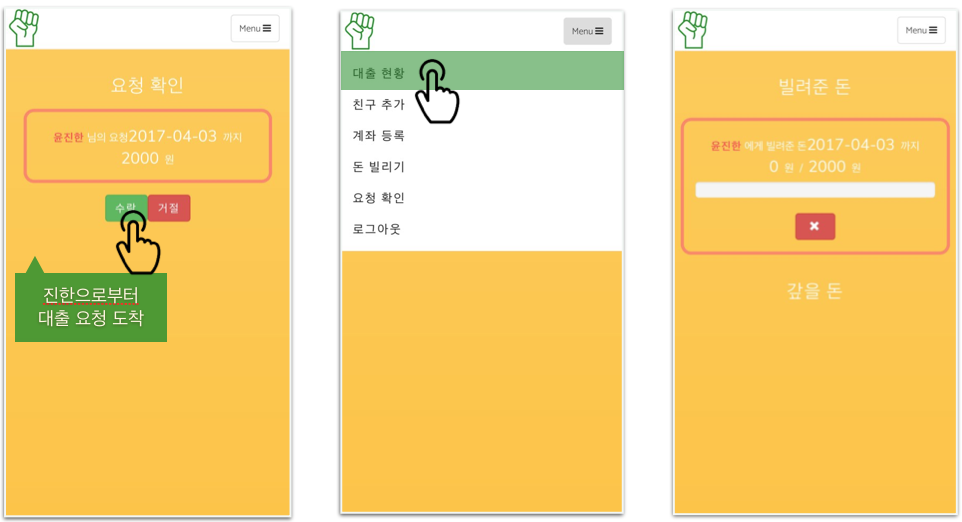 Menu
요청 확인
윤진한 님의 요청2017-04-03 까지
2000 원
수락 거절
진한으로부터
대출 요청 도착
Menu
대출 현황
친구 추가
계좌 등록
돈 빌리기
요청 확인
로그아웃
Menu
빌려준 돈
윤진한 에게 빌려준 돈2017-04-03 까지
0 원 / 2000 원
갚을 돈